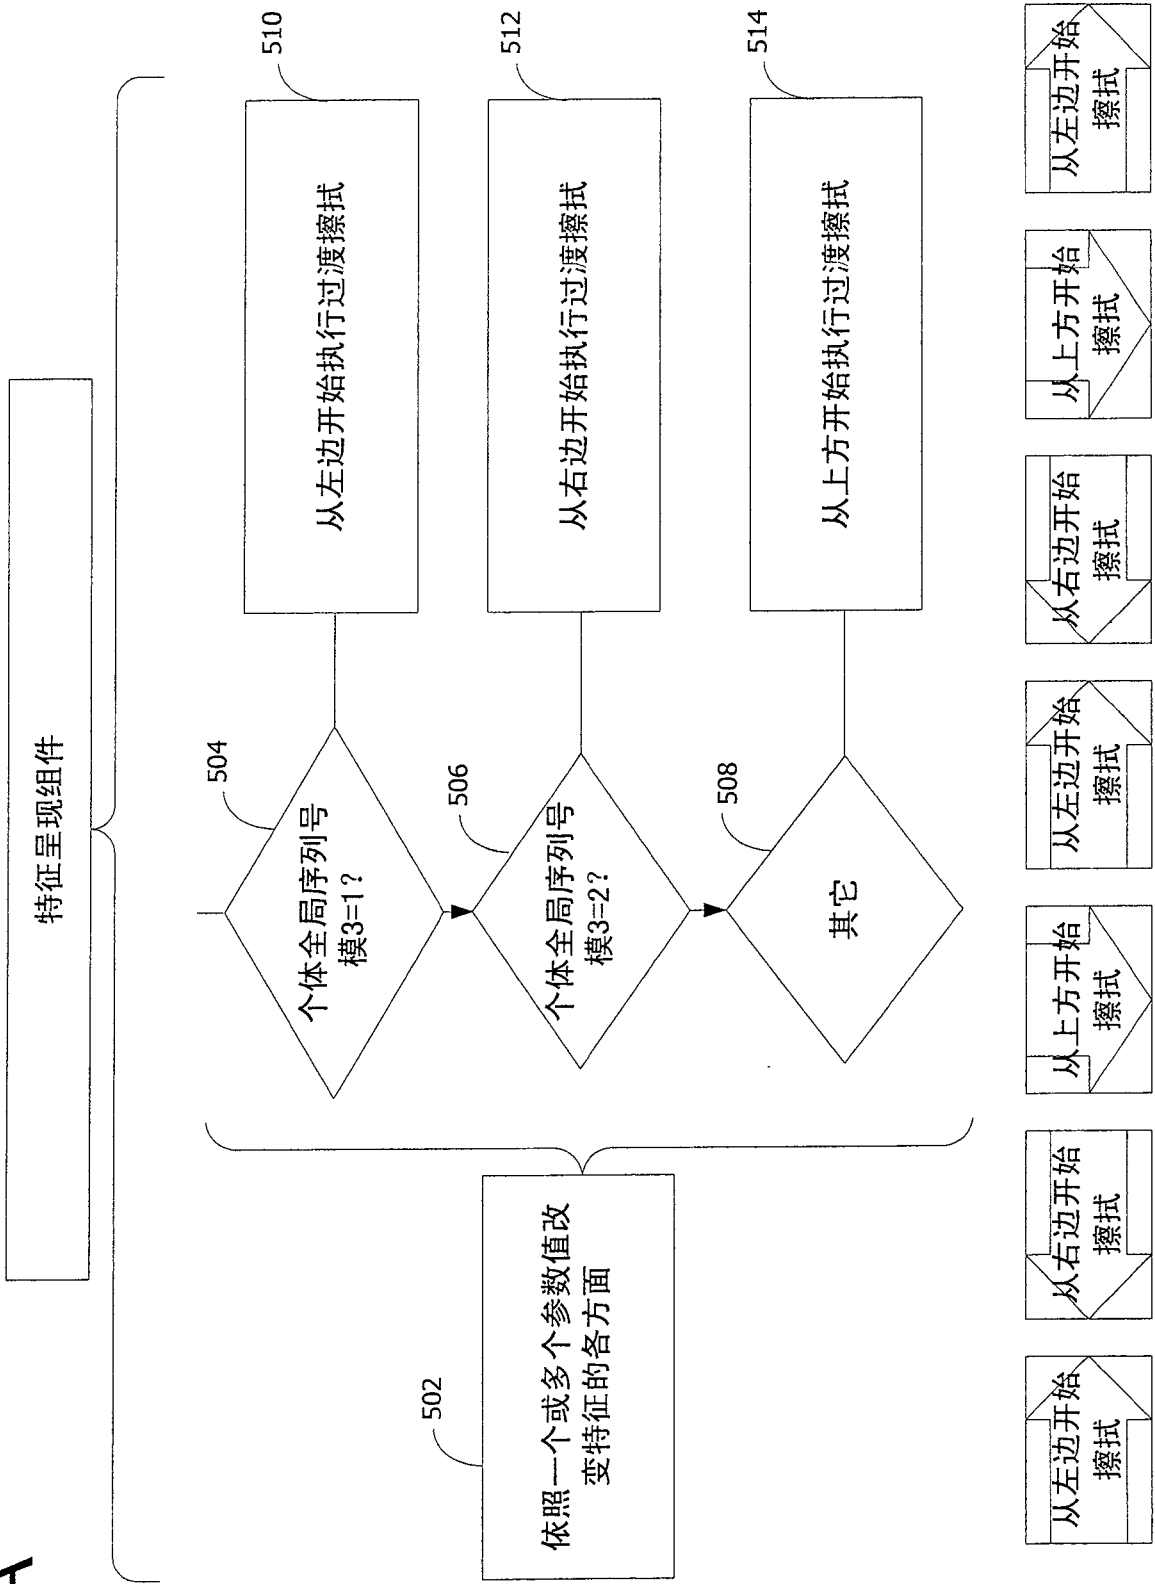 特征呈现组件
502
依照一个或多个参数值改
变特征的各方面
504
个体全局序列号
模3=1?
510
从左边开始执行过渡擦拭
506
个体全局序列号
模3=2?
512
从右边开始执行过渡擦拭
508
其它
514
从上方开始执行过渡擦拭
从左边开始
擦拭
从右边开始
擦拭
从上方开始
擦拭
从左边开始
擦拭
从右边开始
擦拭
从上方开始
擦拭
从左边开始
擦拭